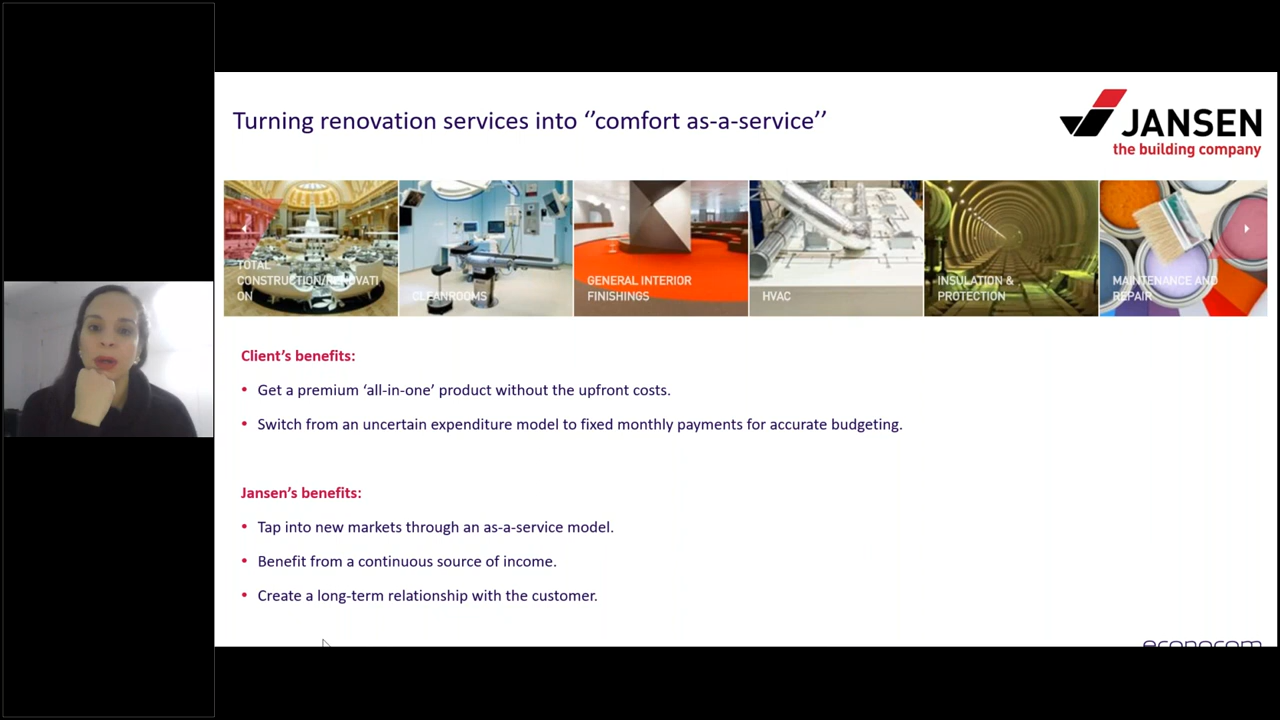 Turning renovation services into ‘’comfort as-a-service’’
JANSEN
the building company
TOTAL
CONSTRUCTION/RENOVATI
ON
CLEANROOMS
GENERAL INTERIOR
FINISHINGS
HVAC
INSULATION &
PROTECTION
MAINTENANCE AND
REPAIR
Client’s benefits:
• Get a premium ‘all-in-one’ product without the upfront costs.
• Switch from an uncertain expenditure model to fixed monthly payments for accurate budgeting.
Jansen’s benefits:
• Tap into new markets through an as-a-service model.
• Benefit from a continuous source of income.
• Create a long-term relationship with the customer.
econocom